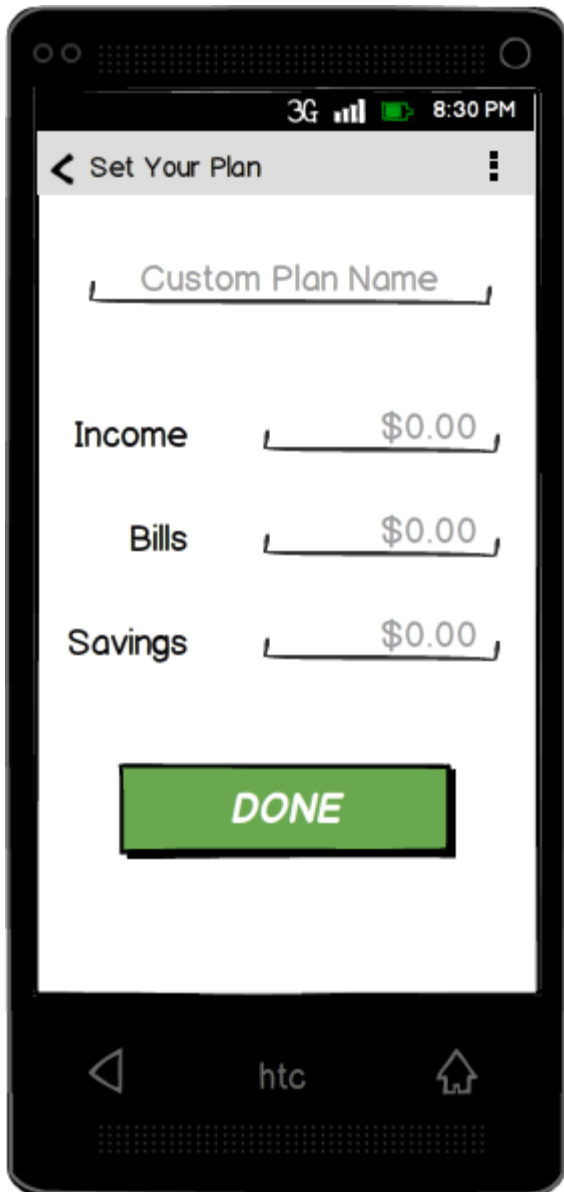 3G 8:30 PM
Set Your Plan
Custom Plan Name
Income $0.00
Bills $0.00
Savings $0.00
DONE
htc